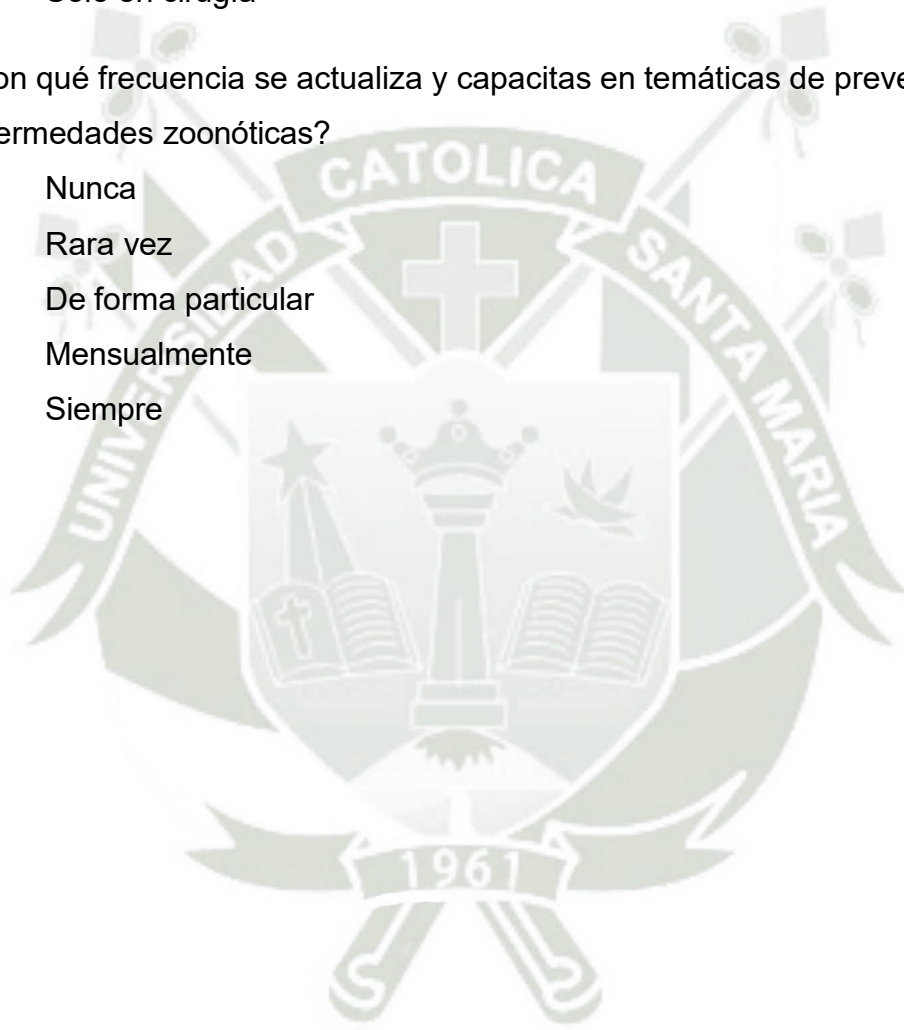 on qué frecuencia se actualiza y capacitas en temáticas de preve
ermedades zoonóticas?
Nunca
Rara vez
De forma particular
Mensualmente
Siempre
UNIVERSIDAD CATOLICA SANTA MARIA
1961